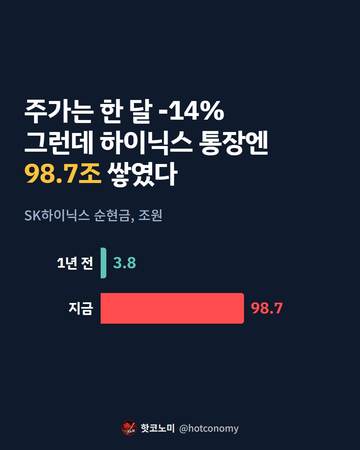 주가는 한 달 -14%
그런데 하이닉스 통장엔
98.7조 쌓였다
SK하이닉스 순현금, 조원
1년 전 3.8
지금 98.7
핫코노미 @hotconomy